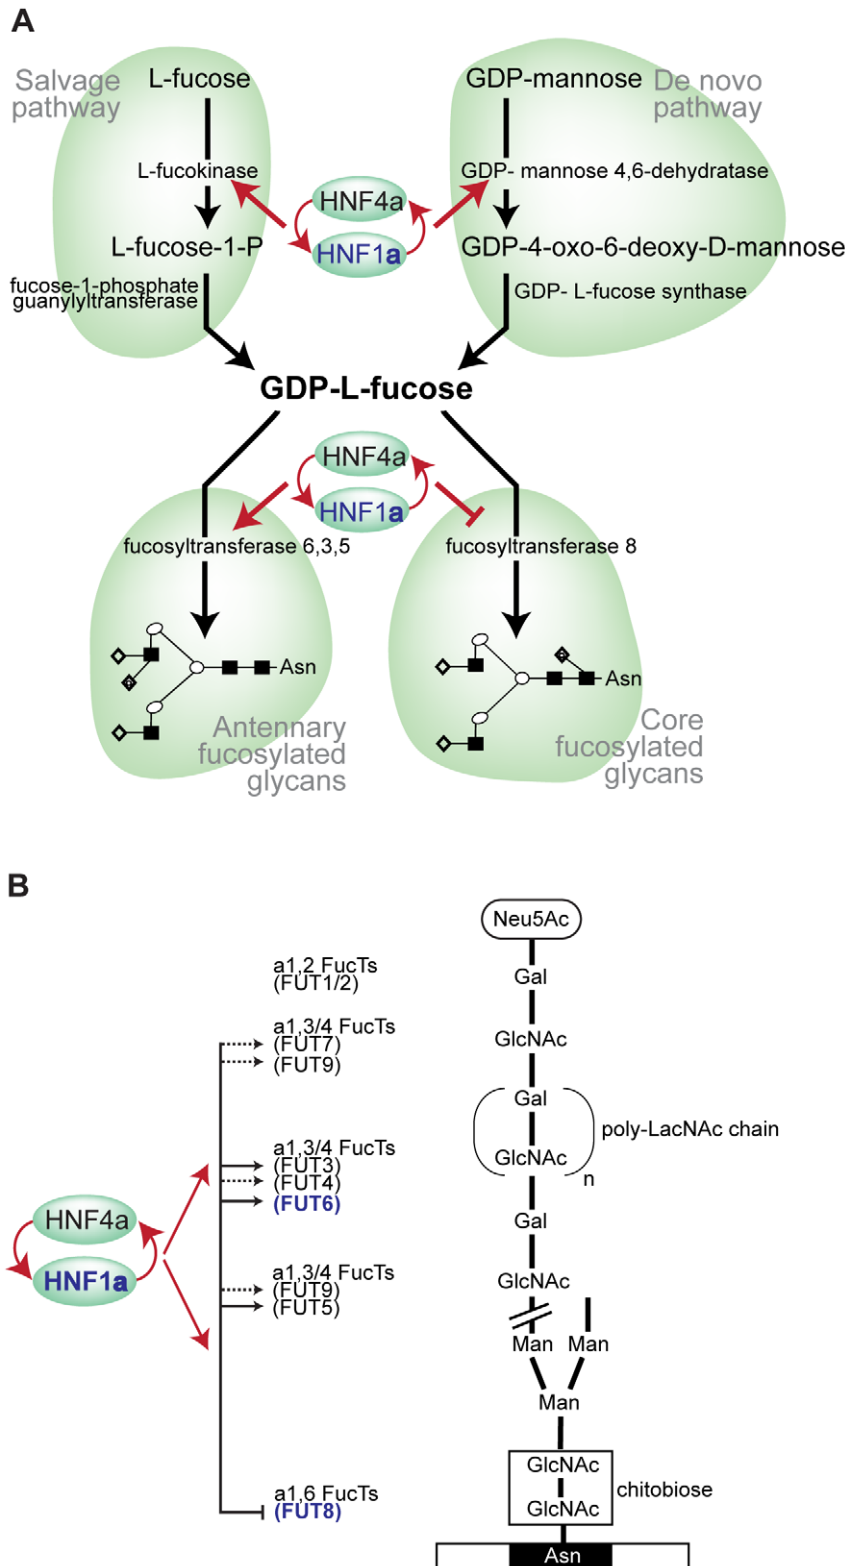 A
Salvage
pathway
L-fucose
L-fucokinase
L-fucose-1-P
fucose-1-phosphate
guanylyltransferase
GDP-mannose
De novo
pathway
GDP- mannose 4,6-dehydratase
GDP-4-oxo-6-deoxy-D-mannose
GDP- L-fucose synthase
HNF4a
HNF1a
GDP-L-fucose
HNF4a
HNF1a
fucosyltransferase 6,3,5
Asn
Antennary
fucosylated
glycans
fucosyltransferase 8
Asn
Core
fucosylated
glycans
B
HNF4a
HNF1a
a1,2 FucTs
(FUT1/2)
a1,3/4 FucTs
(FUT7)
(FUT9)
a1,3/4 FucTs
(FUT3)
(FUT4)
(FUT6)
a1,3/4 FucTs
(FUT9)
(FUT5)
a1,6 FucTs
(FUT8)
Neu5Ac
Gal
GlcNAc
Gal
GlcNAc
n
poly-LacNAc chain
Gal
GlcNAc
Man Man
Man
GlcNAc
GlcNAc
chitobiose
Asn